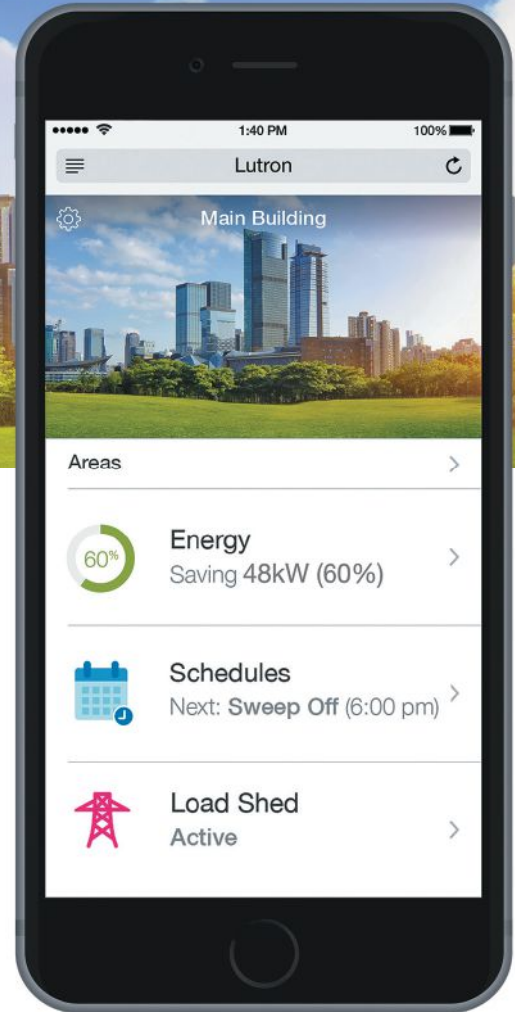 1:40 PM
100%
Lutron
Main Building
Areas
60%
Energy
Saving 48kW (60%)
Schedules
Next: Sweep Off (6:00 pm)
Load Shed
Active